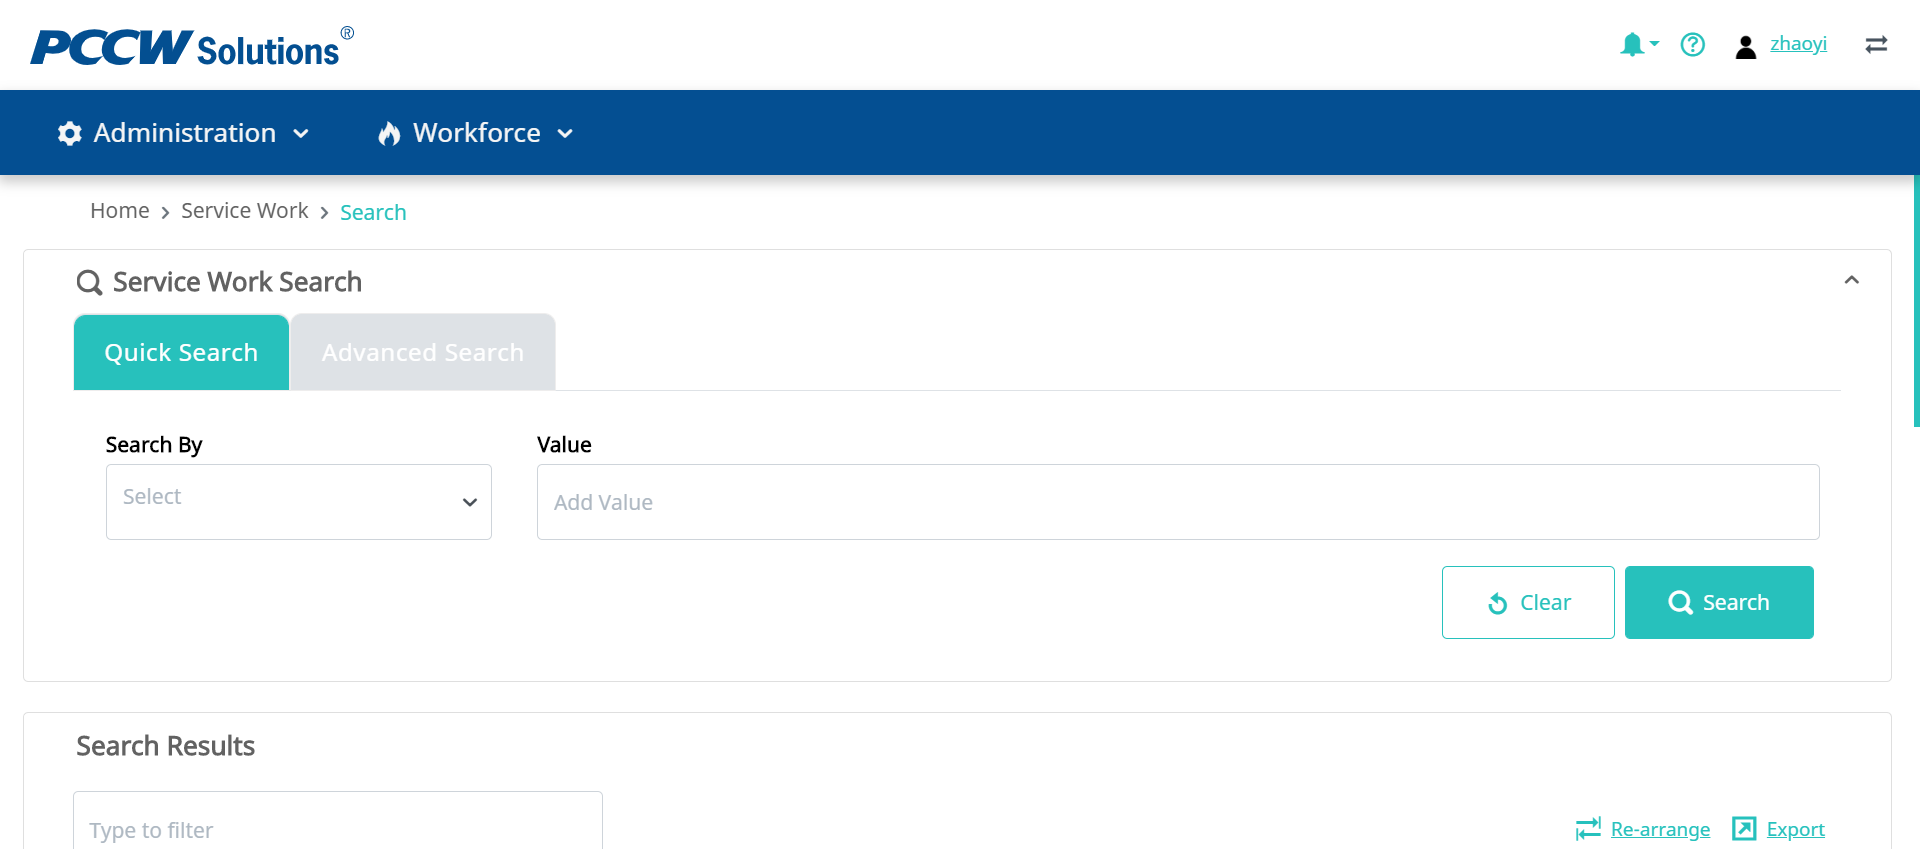 PCCW Solutions®
zhaoyi
Administration
Workforce
Home > Service Work > Search
Service Work Search
Quick Search
Advanced Search
Search By
Value
Select
Add Value
Clear
Search
Search Results
Type to filter
Re-arrange
Export